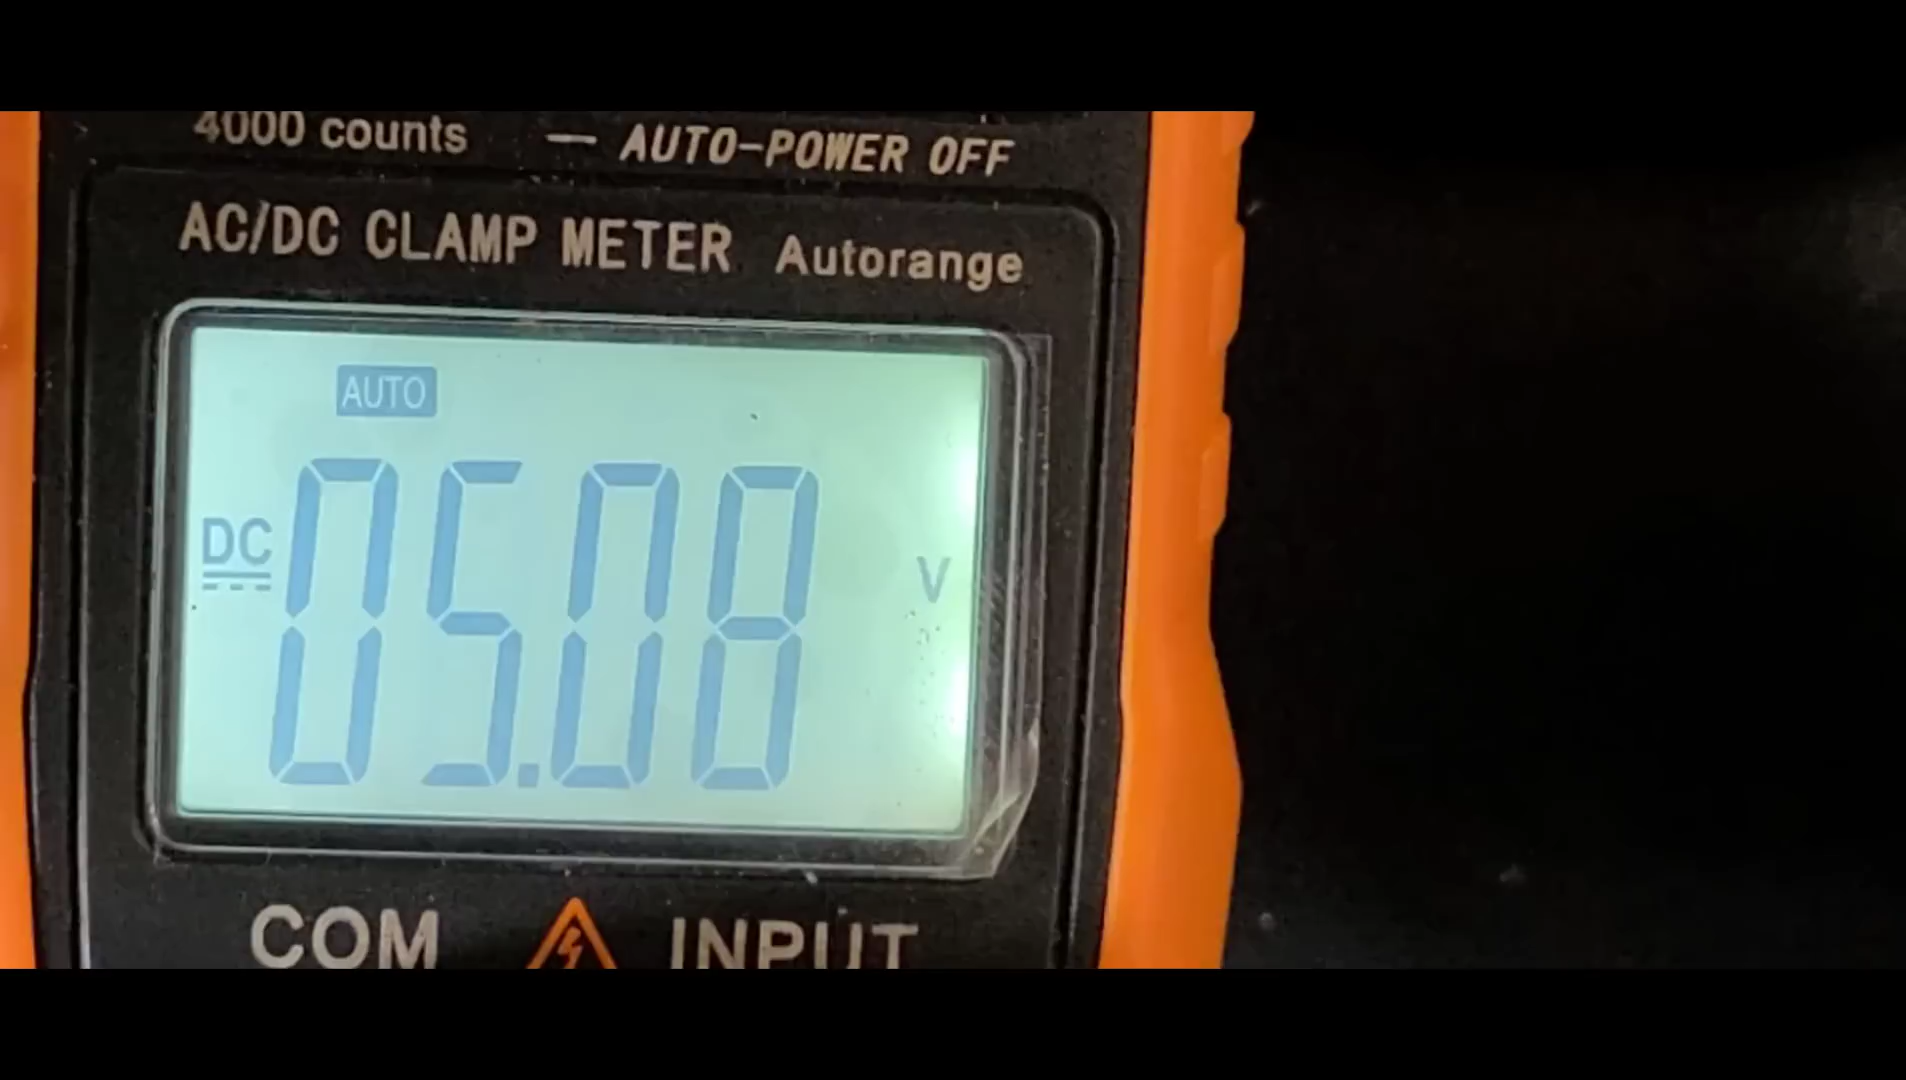 4000 counts — AUTO-POWER OFF
AC/DC CLAMP METER Autorange
AUTO
DC 05.08 V
COM INPUT